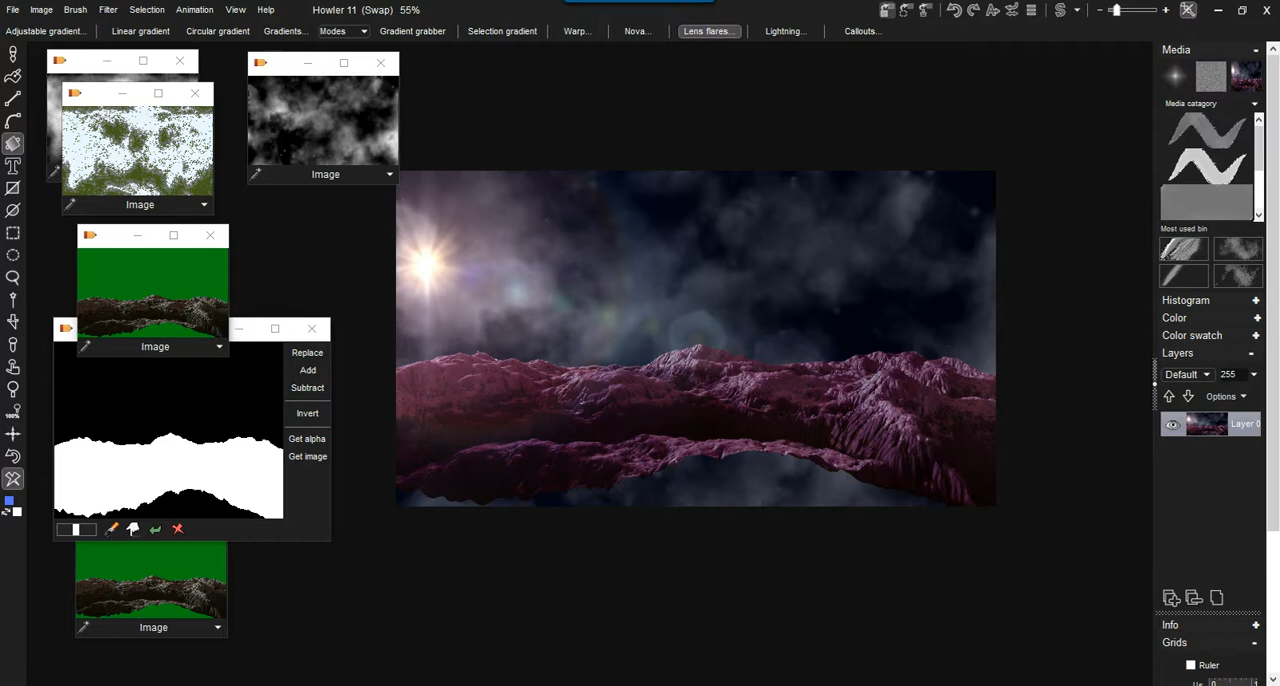 File Image Brush Filter Selection Animation View Help Howler 11 (Swap) 55%
Adjustable gradient... Linear gradient Circular gradient Gradients... Modes Gradient grabber Selection gradient Warp... Nova... Lens flares... Lightning... Callouts...
Media
Media catagory
Image
Image
Image
Replace
Add
Subtract
Invert
Get alpha
Get image
Image
Most used bin
Histogram
Color
Color swatch
Layers
Default 255
Options
Layer 0
100%
Info
Grids
Ruler